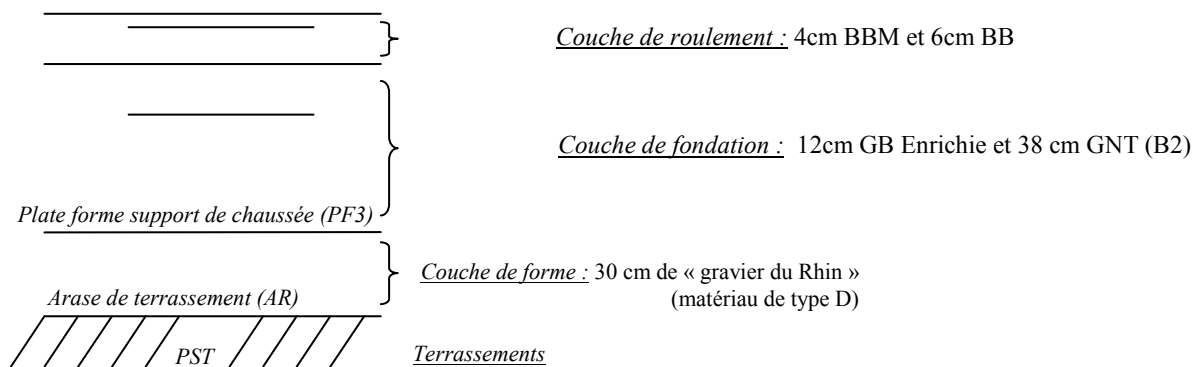 Couche de roulement : 4cm BBM et 6cm BB
Couche de fondation : 12cm GB Enrichie et 38 cm GNT (B2)
Plate forme support de chaussée (PF3)
Couche de forme : 30 cm de « gravier du Rhin »
(matériau de type D)
Arase de terrassement (AR)
PST
Terrassements